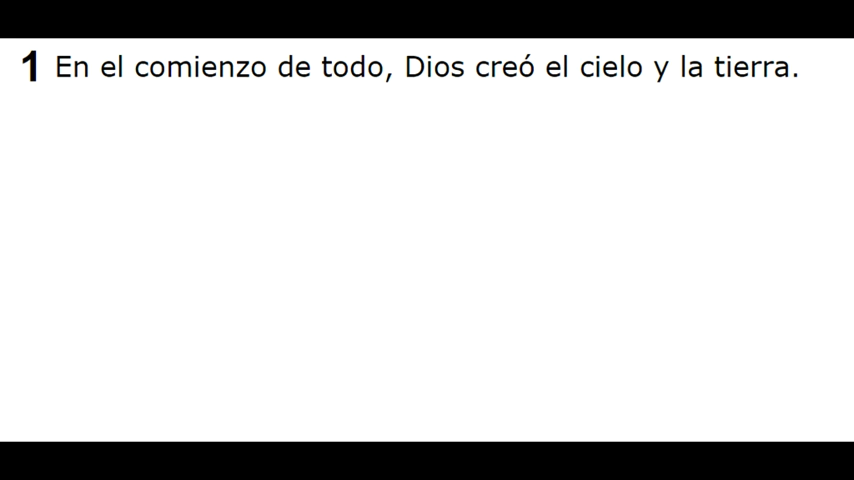 1 En el comienzo de todo, Dios creó el cielo y la tierra.